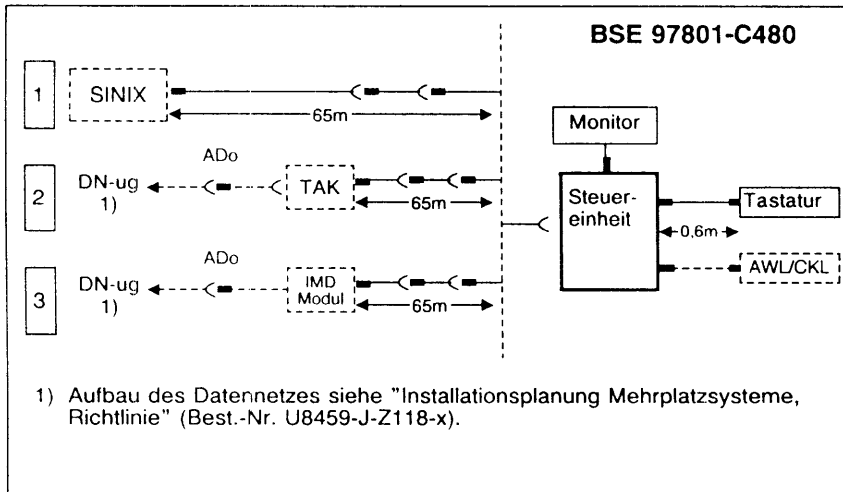 BSE 97801-C480
1
SINIX
65m
2
DN-ug
1)
ADo
TAK
65m
3
DN-ug
1)
ADo
IMD
Modul
65m
Monitor
Steuer-
einheit
Tastatur
0,6m
AWL/CKL
1) Aufbau des Datennetzes siehe "Installationsplanung Mehrplatzsysteme,
Richtlinie" (Best.-Nr. U8459-J-Z118-x).